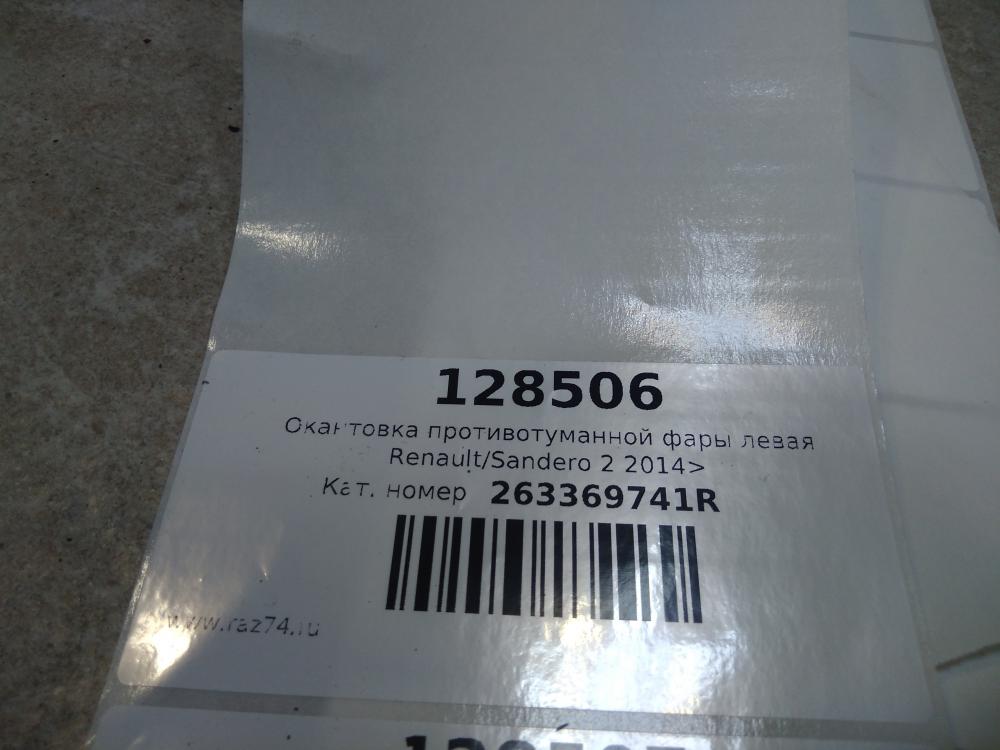 128506
Окантовка противотуманной фары левая
Renault/Sandero 2 2014>
Кат. номер 263369741R
www.raz74.ru